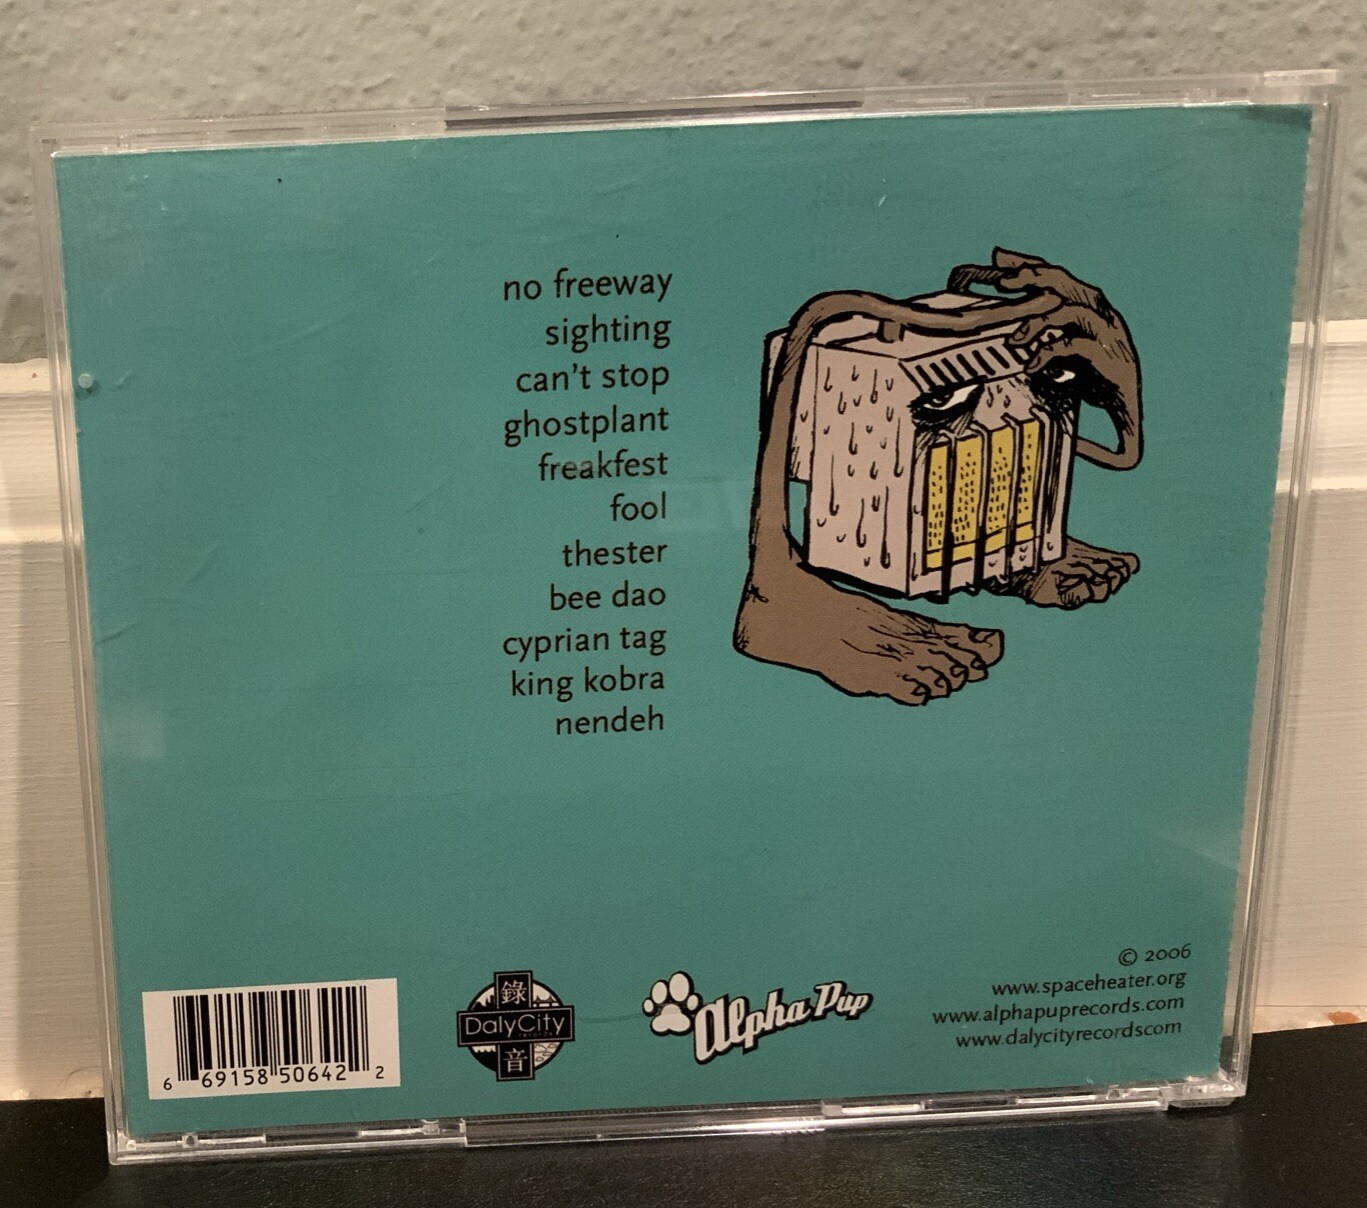 no freeway
sighting
can't stop
ghostplant
freakfest
fool
thester
bee dao
cyprian tag
king kobra
nendeh
© 2006
www.spaceheater.org
www.alphapuprecords.com
www.dalycityrecordscom
6 69158 50642 2
錄
DalyCity
音
Alpha Pup